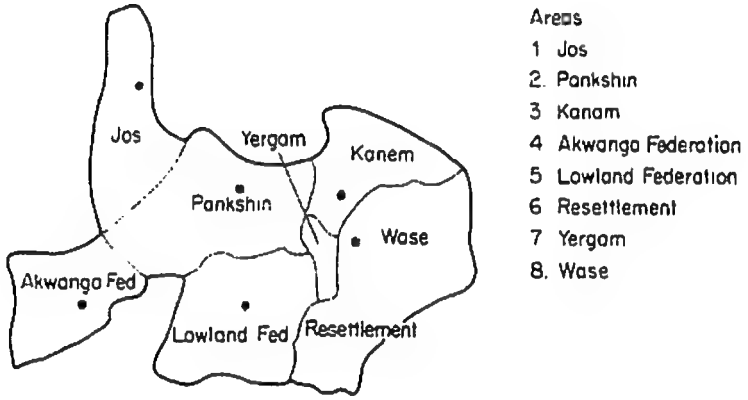 Jos
Yergam
Kanem
Pankshin
Wase
Akwanga Fed
Lowland Fed
Resettlement
Areas
1 Jos
2. Pankshin
3 Kanam
4 Akwanga Federation
5 Lowland Federation
6 Resettlement
7 Yergam
8. Wase